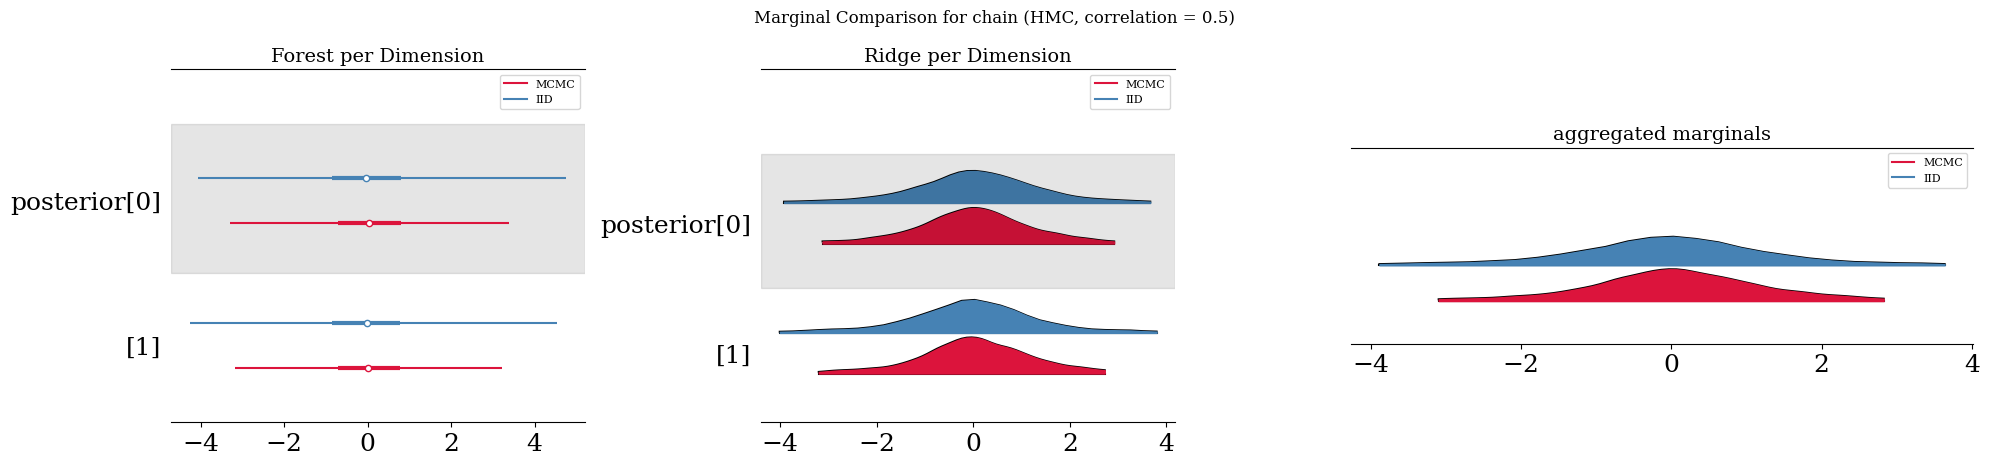 Marginal Comparison for chain (HMC, correlation = 0.5)
Forest per Dimension
MCMC
IID
posterior[0]
[1]
−4 −2 0 2 4
Ridge per Dimension
MCMC
IID
posterior[0]
[1]
−4 −2 0 2 4
aggregated marginals
MCMC
IID
−4 −2 0 2 4